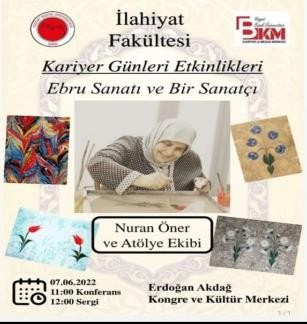 İlahiyat
Fakültesi
BKM
Kariyer Günleri Etkinlikleri
Ebru Sanatı ve Bir Sanatçı
Nuran Öner
ve Atölye Ekibi
07.06.2022
11:00 Konferans
12:00 Sergi
Erdoğan Akdağ
Kongre ve Kültür Merkezi
1/1